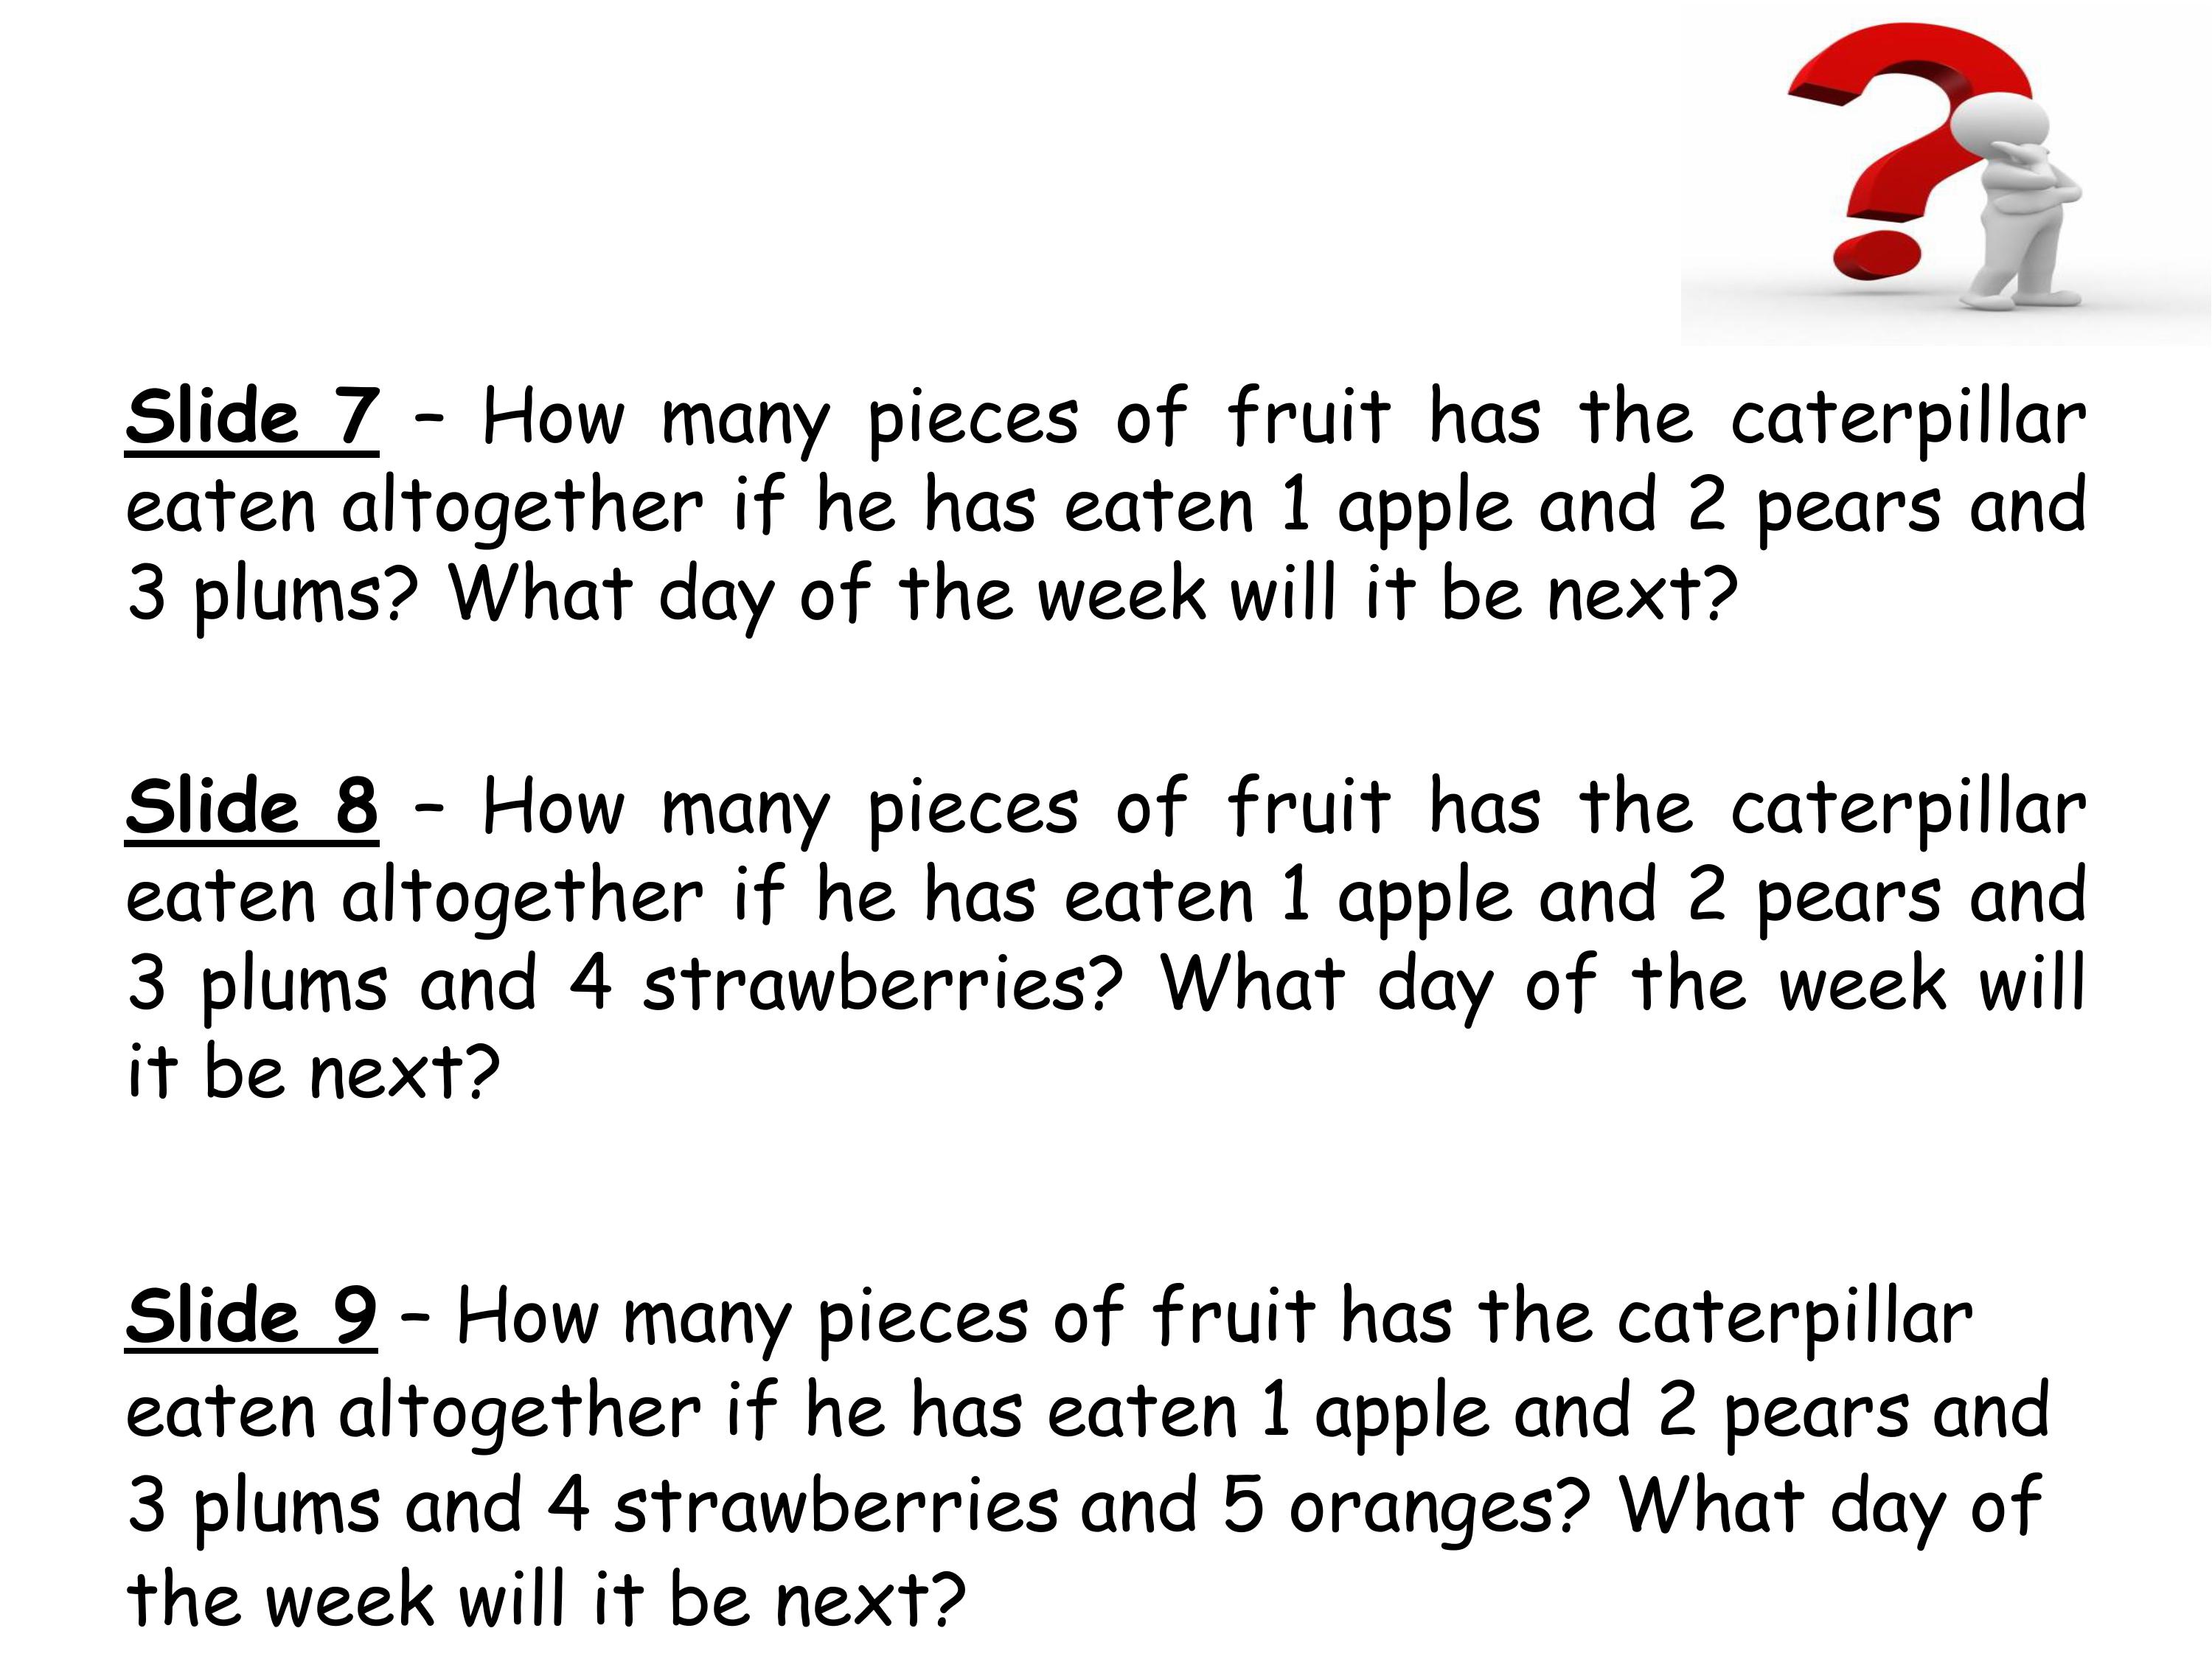 Slide 7 – How many pieces of fruit has the caterpillar
eaten altogether if he has eaten 1 apple and 2 pears and
3 plums? What day of the week will it be next?
Slide 8 – How many pieces of fruit has the caterpillar
eaten altogether if he has eaten 1 apple and 2 pears and
3 plums and 4 strawberries? What day of the week will
it be next?
Slide 9 – How many pieces of fruit has the caterpillar
eaten altogether if he has eaten 1 apple and 2 pears and
3 plums and 4 strawberries and 5 oranges? What day of
the week will it be next?